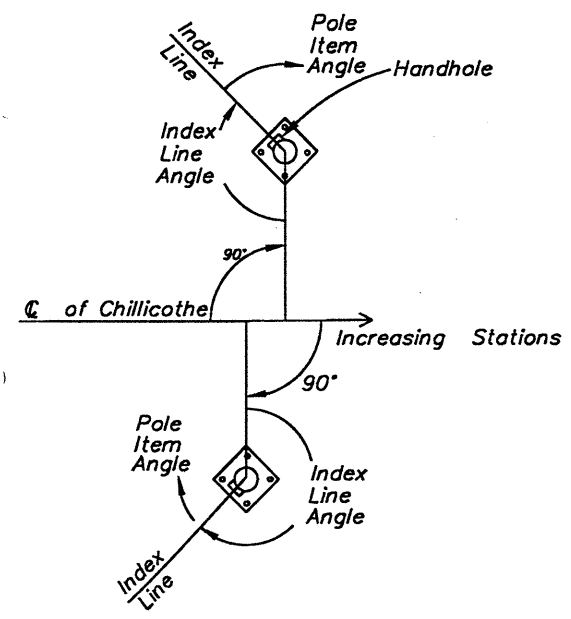 Index
Line
Pole
Item
Angle
Handhole
Index
Line
Angle
90°
℄ of Chillicothe
Increasing Stations
90°
Pole
Item
Angle
Index
Line
Angle
Index
Line